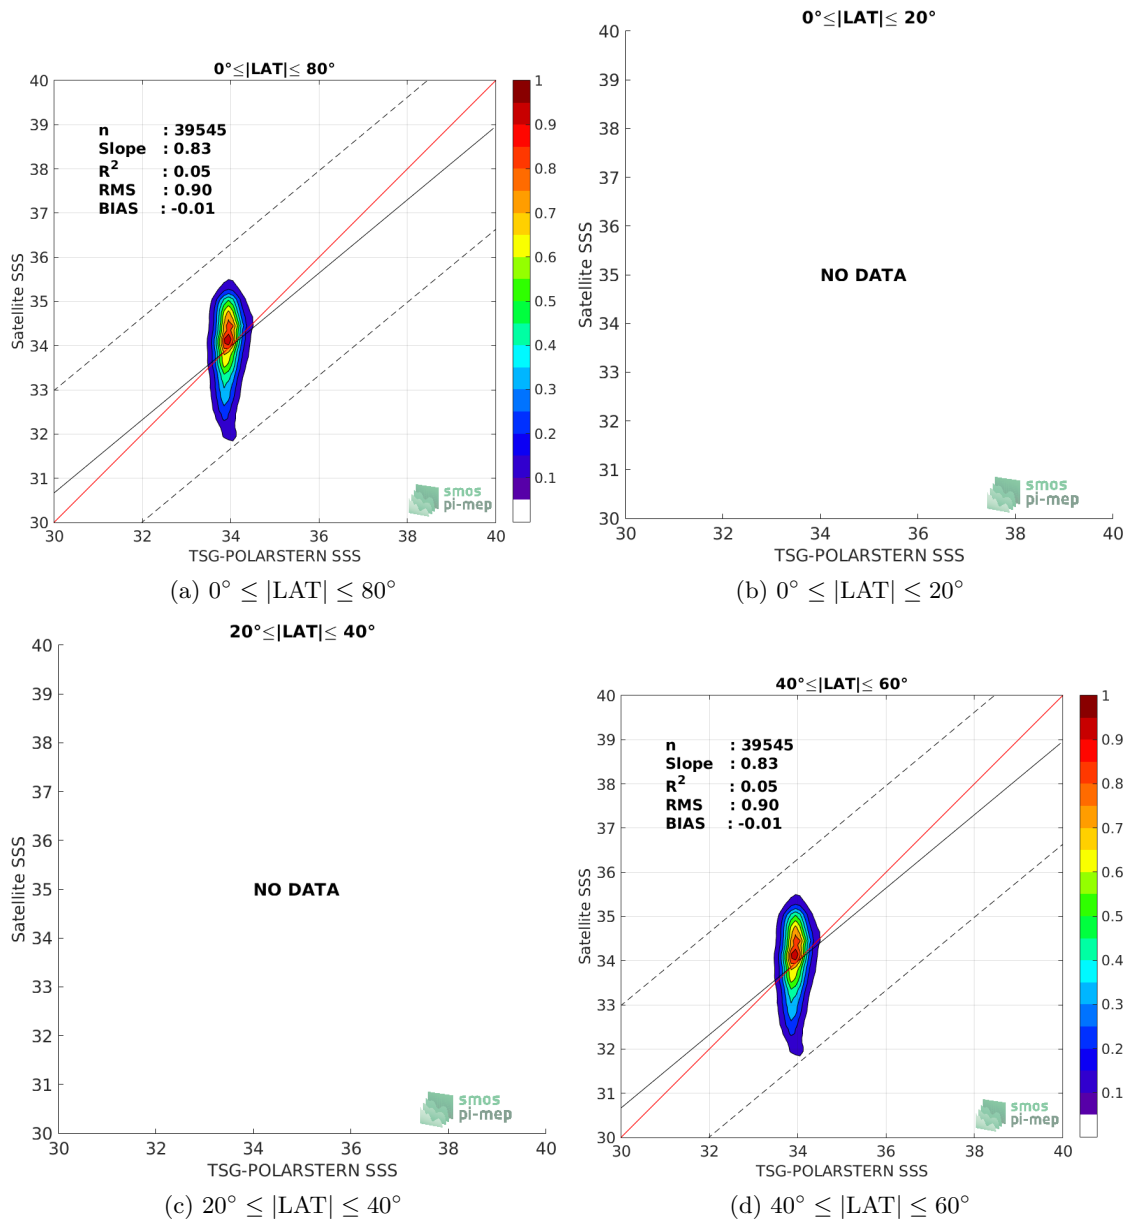 0°≤|LAT|≤ 80°
40
39
38
37
36
35
34
33
32
31
30
Satellite SSS
n : 39545
Slope : 0.83
R² : 0.05
RMS : 0.90
BIAS : -0.01
1
0.9
0.8
0.7
0.6
0.5
0.4
0.3
0.2
0.1
smos
pi-mep
30 32 34 36 38 40
TSG-POLARSTERN SSS
(a) 0° ≤ |LAT| ≤ 80°
0°≤|LAT|≤ 20°
40
39
38
37
36
35
34
33
32
31
30
Satellite SSS
NO DATA
smos
pi-mep
30 32 34 36 38 40
TSG-POLARSTERN SSS
(b) 0° ≤ |LAT| ≤ 20°
20°≤|LAT|≤ 40°
40
39
38
37
36
35
34
33
32
31
30
Satellite SSS
NO DATA
smos
pi-mep
30 32 34 36 38 40
TSG-POLARSTERN SSS
(c) 20° ≤ |LAT| ≤ 40°
40°≤|LAT|≤ 60°
40
39
38
37
36
35
34
33
32
31
30
Satellite SSS
n : 39545
Slope : 0.83
R² : 0.05
RMS : 0.90
BIAS : -0.01
1
0.9
0.8
0.7
0.6
0.5
0.4
0.3
0.2
0.1
smos
pi-mep
30 32 34 36 38 40
TSG-POLARSTERN SSS
(d) 40° ≤ |LAT| ≤ 60°